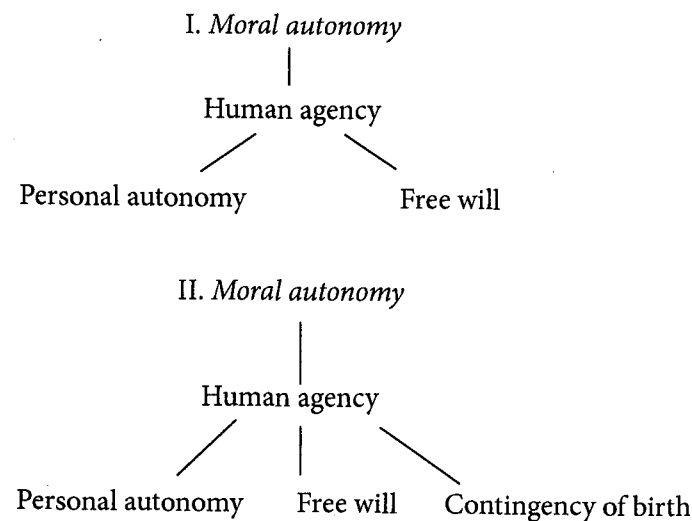 I. Moral autonomy
Human agency
Personal autonomy Free will
II. Moral autonomy
Human agency
Personal autonomy Free will Contingency of birth